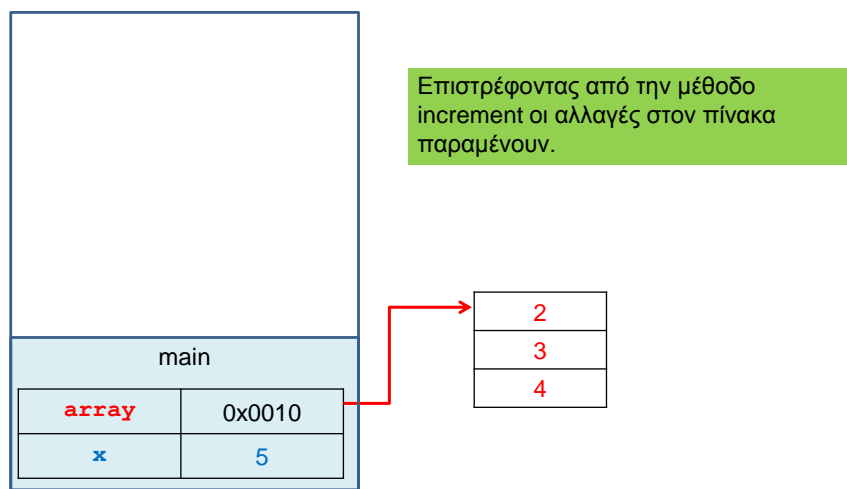 Επιστρέφοντας από την μέθοδο
increment οι αλλαγές στον πίνακα
παραμένουν.
2
3
4
main
array 0x0010
x 5